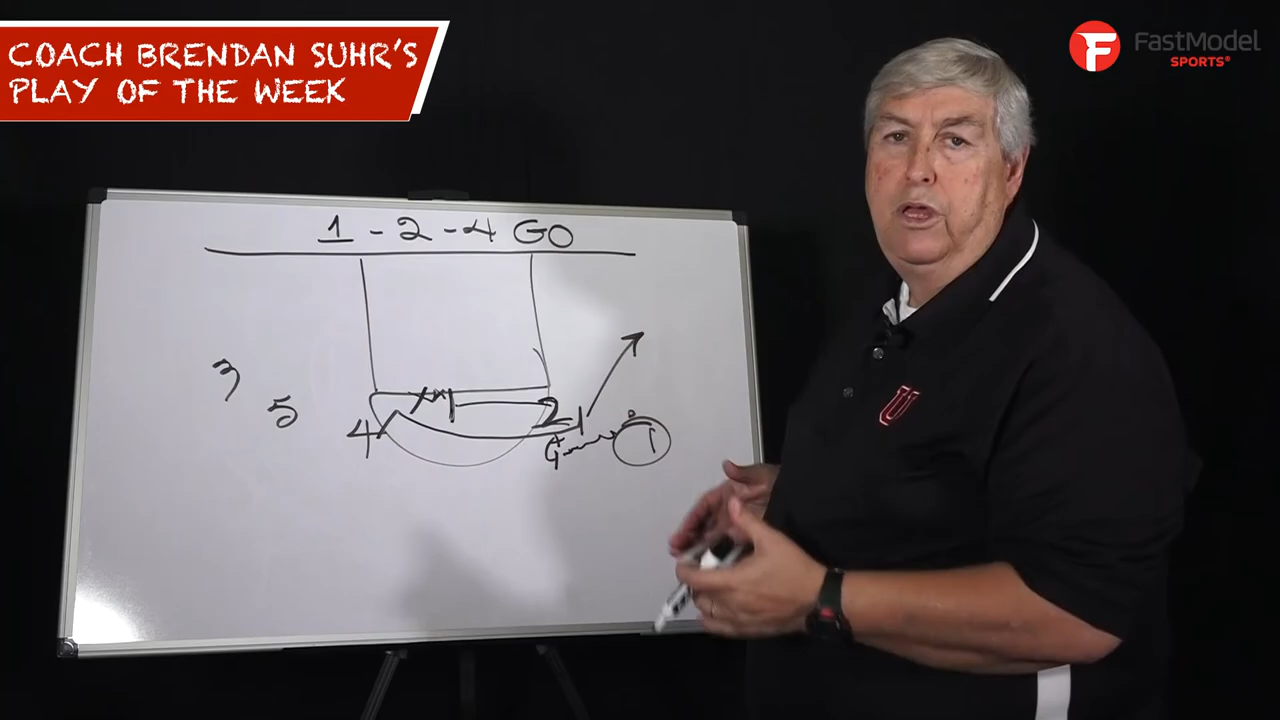 COACH BRENDAN SUHR'S
PLAY OF THE WEEK
FastModel
SPORTS
1 - 2 - 4 GO
3
5
4
2
1
U